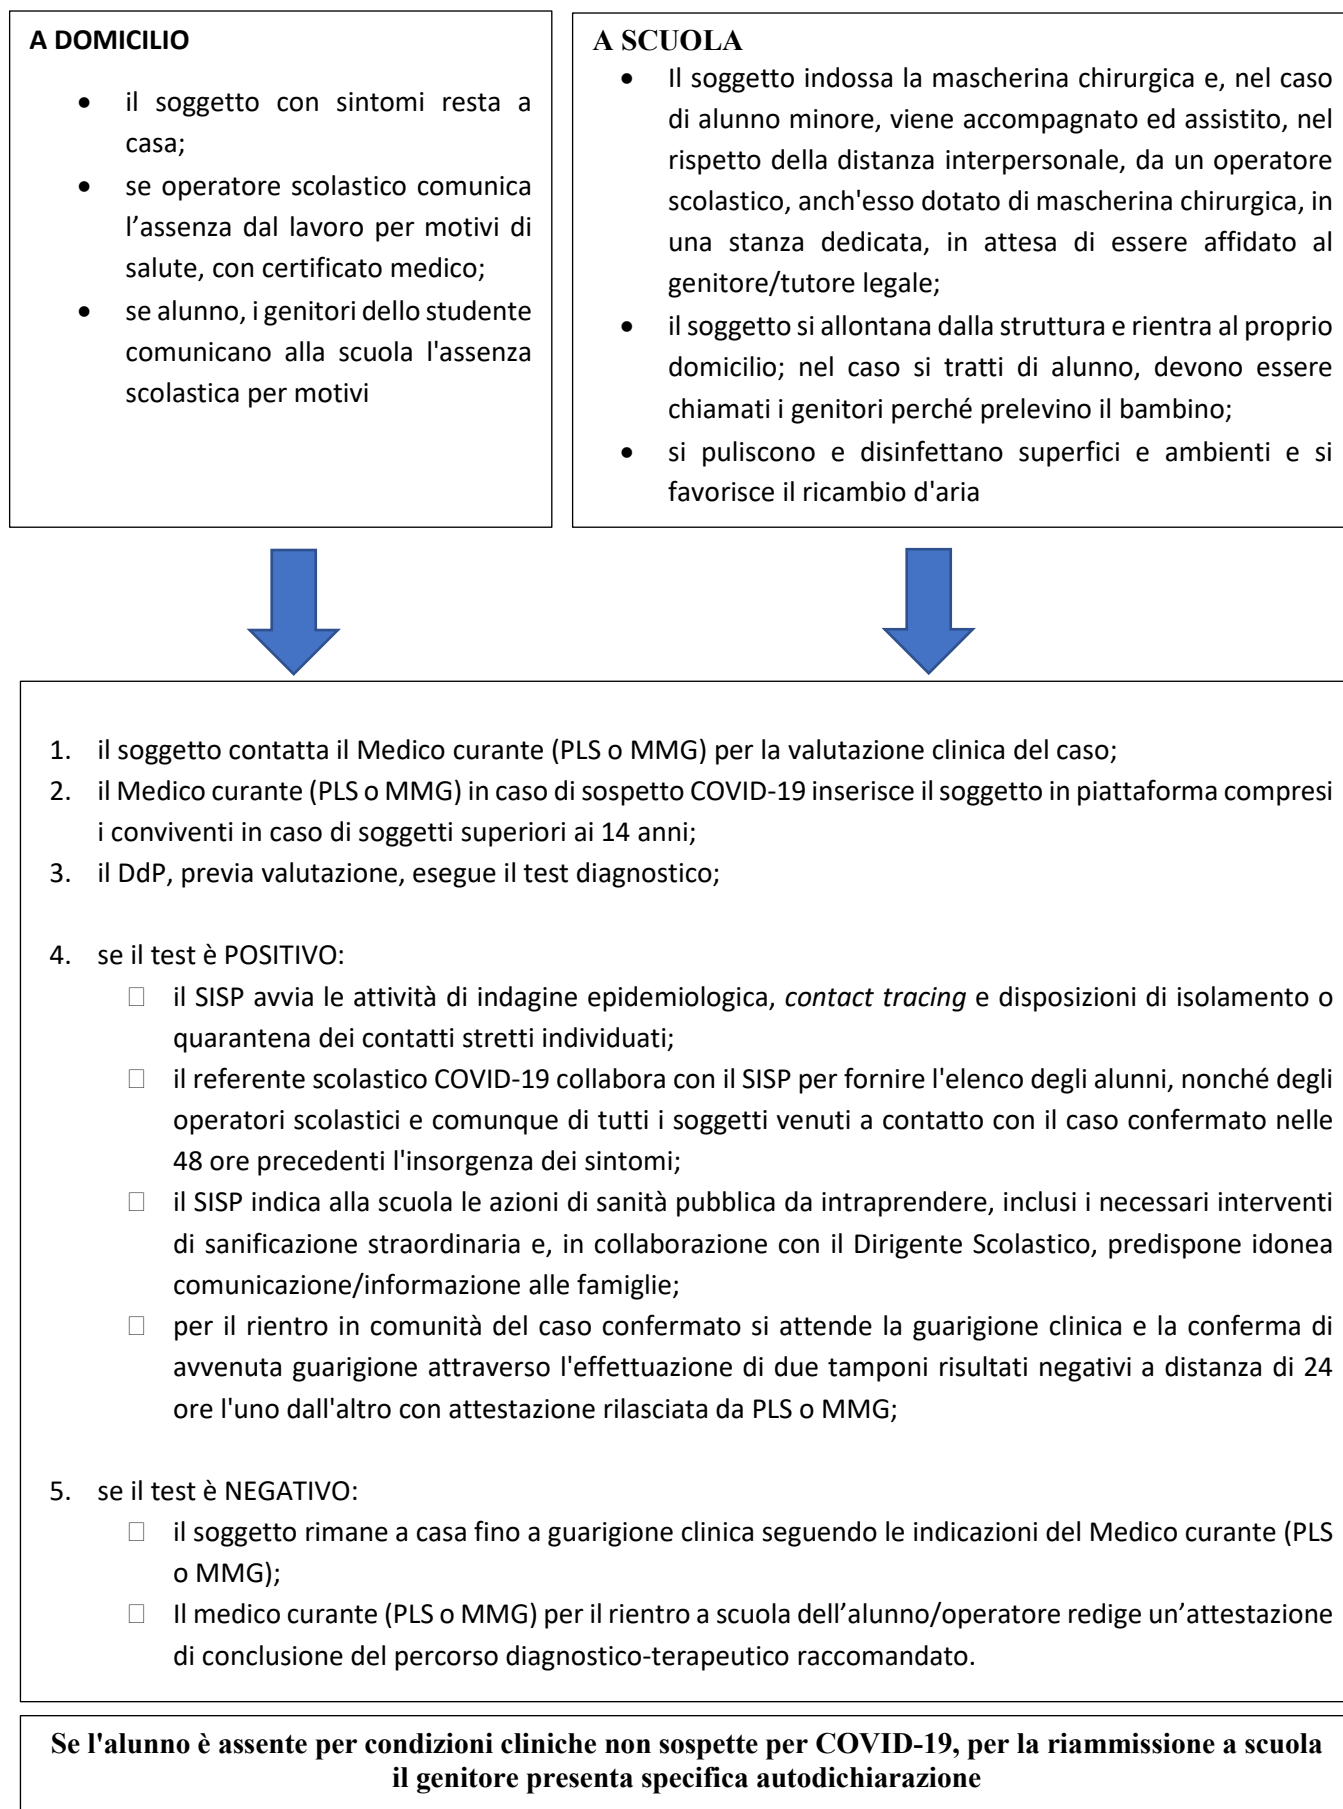 A DOMICILIO
• il soggetto con sintomi resta a
casa;
• se operatore scolastico comunica
l’assenza dal lavoro per motivi di
salute, con certificato medico;
• se alunno, i genitori dello studente
comunicano alla scuola l'assenza
scolastica per motivi
A SCUOLA
• Il soggetto indossa la mascherina chirurgica e, nel caso
di alunno minore, viene accompagnato ed assistito, nel
rispetto della distanza interpersonale, da un operatore
scolastico, anch'esso dotato di mascherina chirurgica, in
una stanza dedicata, in attesa di essere affidato al
genitore/tutore legale;
• il soggetto si allontana dalla struttura e rientra al proprio
domicilio; nel caso si tratti di alunno, devono essere
chiamati i genitori perché prelevino il bambino;
• si puliscono e disinfettano superfici e ambienti e si
favorisce il ricambio d'aria
1. il soggetto contatta il Medico curante (PLS o MMG) per la valutazione clinica del caso;
2. il Medico curante (PLS o MMG) in caso di sospetto COVID-19 inserisce il soggetto in piattaforma compresi
i conviventi in caso di soggetti superiori ai 14 anni;
3. il DdP, previa valutazione, esegue il test diagnostico;
4. se il test è POSITIVO:
□ il SISP avvia le attività di indagine epidemiologica, contact tracing e disposizioni di isolamento o
quarantena dei contatti stretti individuati;
□ il referente scolastico COVID-19 collabora con il SISP per fornire l'elenco degli alunni, nonché degli
operatori scolastici e comunque di tutti i soggetti venuti a contatto con il caso confermato nelle
48 ore precedenti l'insorgenza dei sintomi;
□ il SISP indica alla scuola le azioni di sanità pubblica da intraprendere, inclusi i necessari interventi
di sanificazione straordinaria e, in collaborazione con il Dirigente Scolastico, predispone idonea
comunicazione/informazione alle famiglie;
□ per il rientro in comunità del caso confermato si attende la guarigione clinica e la conferma di
avvenuta guarigione attraverso l'effettuazione di due tamponi risultati negativi a distanza di 24
ore l'uno dall'altro con attestazione rilasciata da PLS o MMG;
5. se il test è NEGATIVO:
□ il soggetto rimane a casa fino a guarigione clinica seguendo le indicazioni del Medico curante (PLS
o MMG);
□ Il medico curante (PLS o MMG) per il rientro a scuola dell’alunno/operatore redige un’attestazione
di conclusione del percorso diagnostico-terapeutico raccomandato.
Se l'alunno è assente per condizioni cliniche non sospette per COVID-19, per la riammissione a scuola
il genitore presenta specifica autodichiarazione